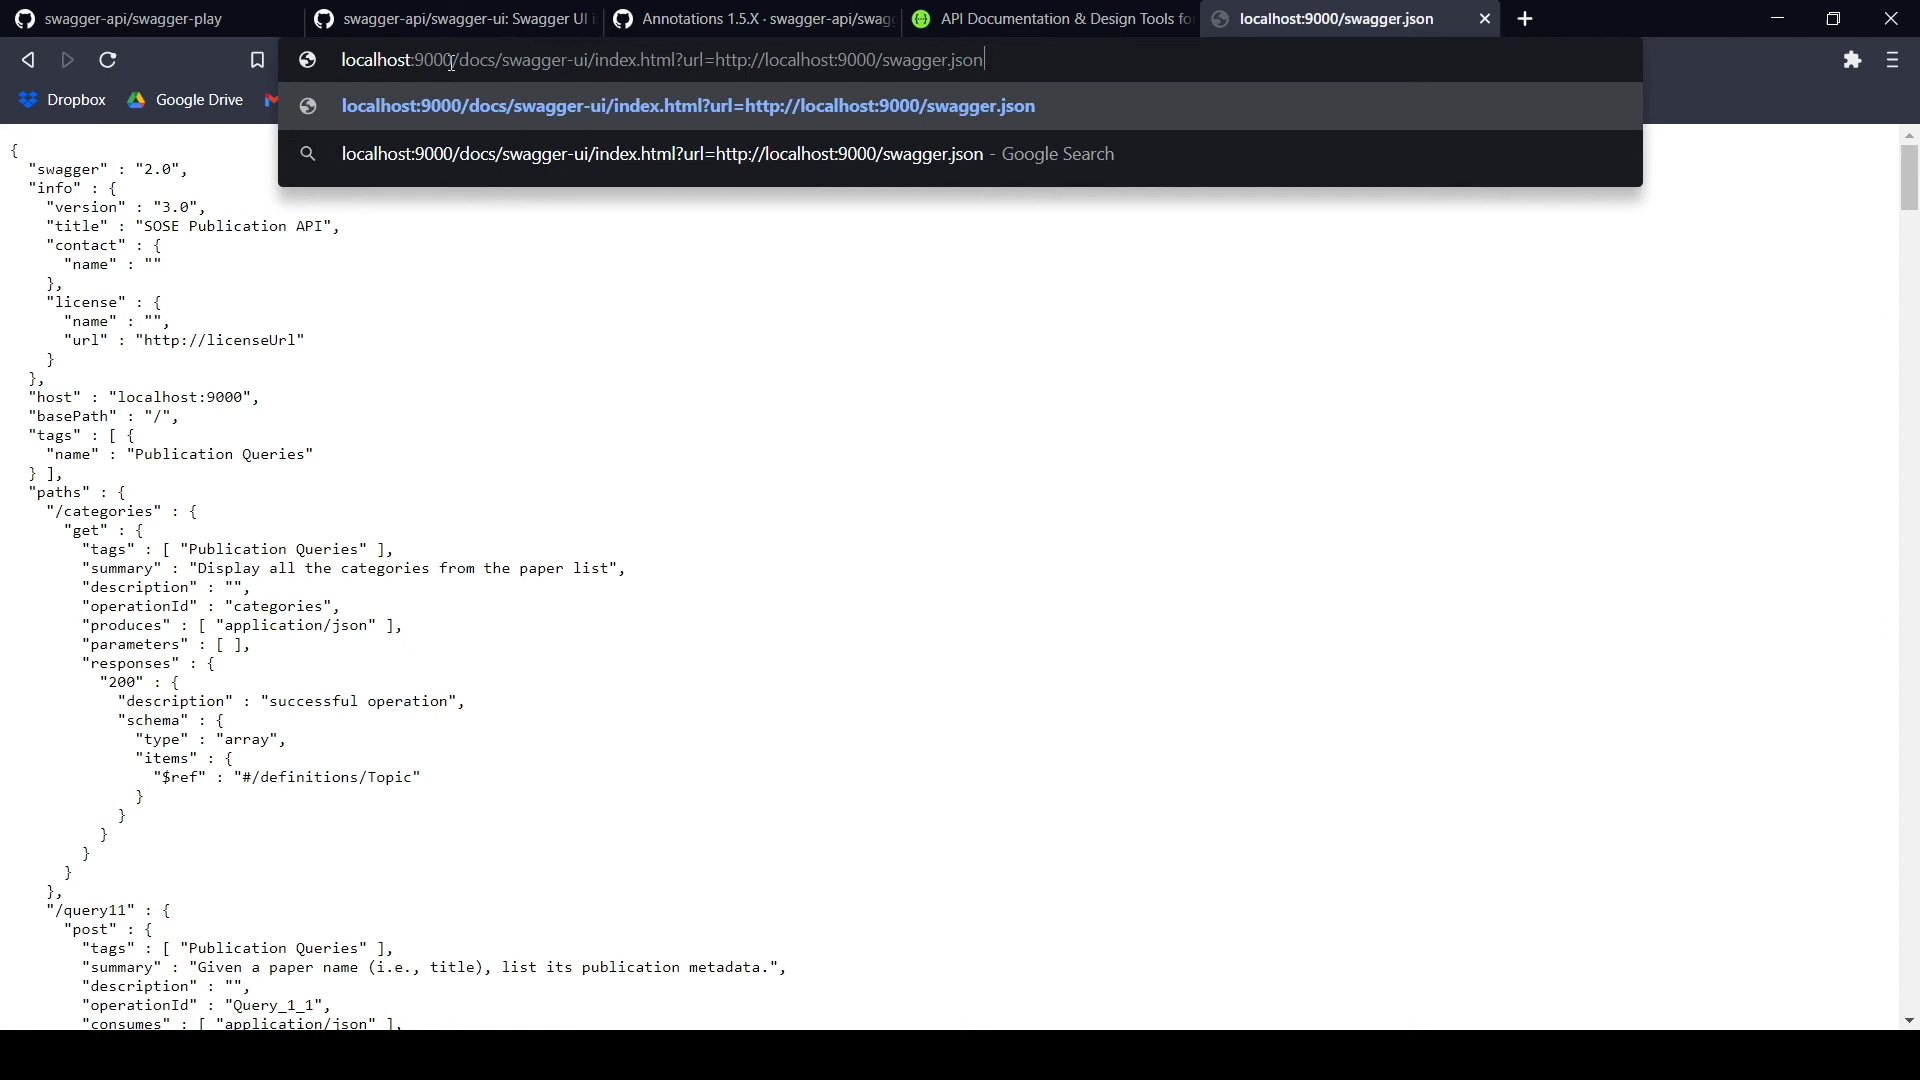 swagger-api/swagger-play
swagger-api/swagger-ui: Swagger UI i
Annotations 1.5.X · swagger-api/swag
API Documentation & Design Tools fo
localhost:9000/swagger.json
localhost:9000/docs/swagger-ui/index.html?url=http://localhost:9000/swagger.json
Dropbox
Google Drive
localhost:9000/docs/swagger-ui/index.html?url=http://localhost:9000/swagger.json
localhost:9000/docs/swagger-ui/index.html?url=http://localhost:9000/swagger.json - Google Search
{
"swagger" : "2.0",
"info" : {
"version" : "3.0",
"title" : "SOSE Publication API",
"contact" : {
"name" : ""
},
"license" : {
"name" : "",
"url" : "http://licenseUrl"
}
},
"host" : "localhost:9000",
"basePath" : "/",
"tags" : [ {
"name" : "Publication Queries"
} ],
"paths" : {
"/categories" : {
"get" : {
"tags" : [ "Publication Queries" ],
"summary" : "Display all the categories from the paper list",
"description" : "",
"operationId" : "categories",
"produces" : [ "application/json" ],
"parameters" : [ ],
"responses" : {
"200" : {
"description" : "successful operation",
"schema" : {
"type" : "array",
"items" : {
"$ref" : "#/definitions/Topic"
}
}
}
}
}
},
"/query11" : {
"post" : {
"tags" : [ "Publication Queries" ],
"summary" : "Given a paper name (i.e., title), list its publication metadata.",
"description" : "",
"operationId" : "Query_1_1",
"consumes" : [ "application/json" ],